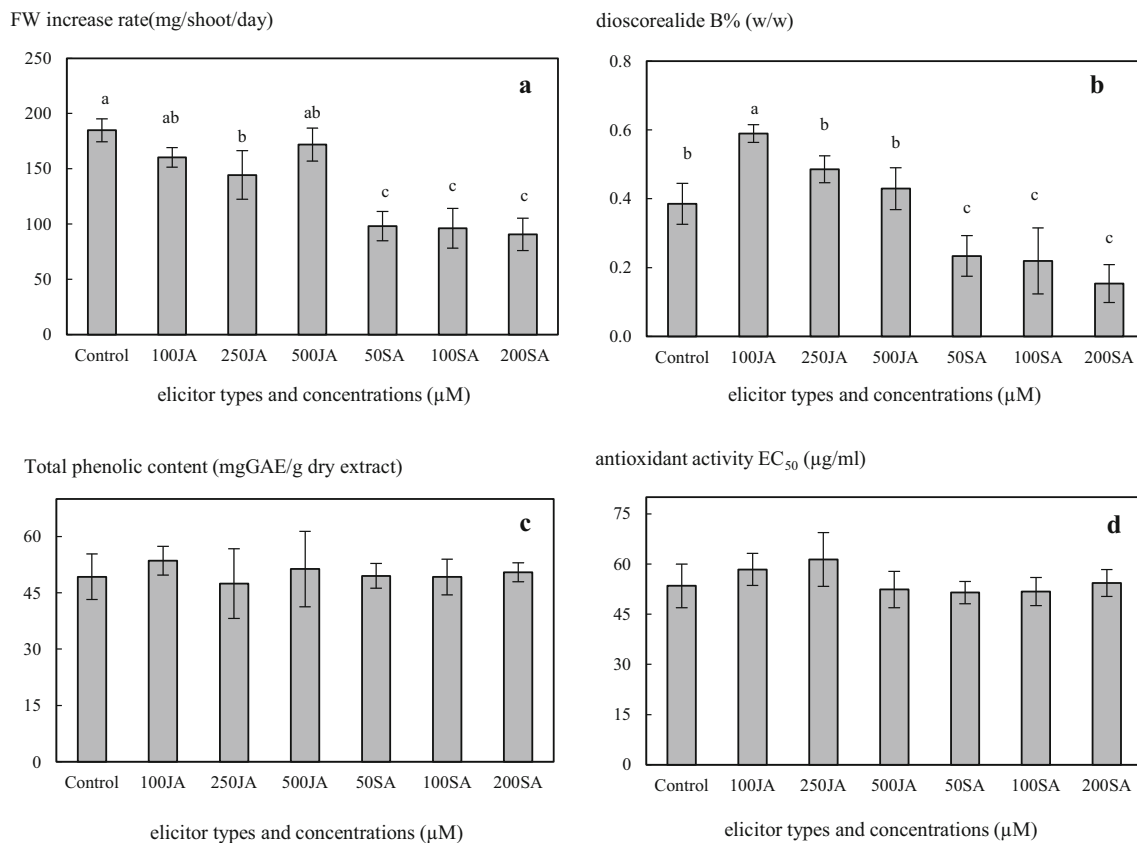 FW increase rate(mg/shoot/day)
250
200
150
100
50
0
a
a
ab
b
ab
c
c
c
Control 100JA 250JA 500JA 50SA 100SA 200SA
elicitor types and concentrations (µM)
dioscorealide B% (w/w)
0.8
0.6
0.4
0.2
0.0
b
b
a
b
b
c
c
c
Control 100JA 250JA 500JA 50SA 100SA 200SA
elicitor types and concentrations (µM)
Total phenolic content (mgGAE/g dry extract)
60
45
30
15
0
c
Control 100JA 250JA 500JA 50SA 100SA 200SA
elicitor types and concentrations (µM)
antioxidant activity EC₅₀ (µg/ml)
75
60
45
30
15
0
d
Control 100JA 250JA 500JA 50SA 100SA 200SA
elicitor types and concentrations (µM)